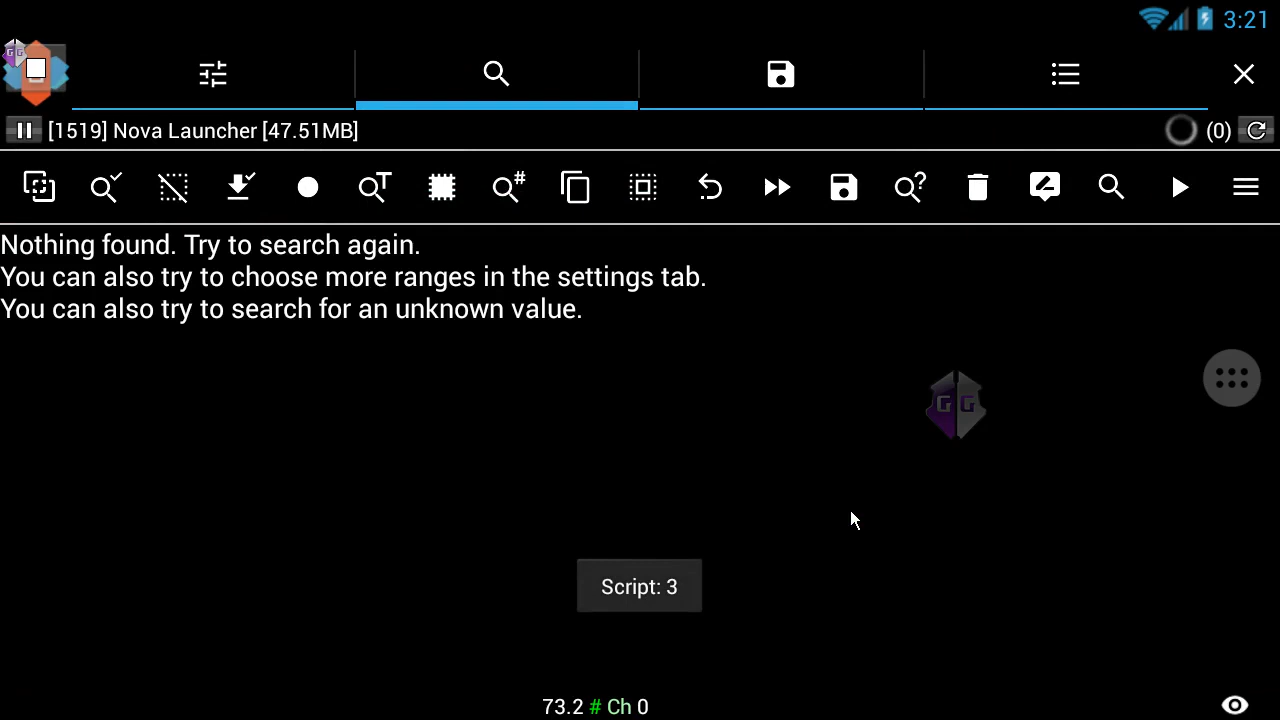 3:21
[1519] Nova Launcher [47.51MB]
(0)
Nothing found. Try to search again.
You can also try to choose more ranges in the settings tab.
You can also try to search for an unknown value.
G G
Script: 3
73.2 # Ch 0